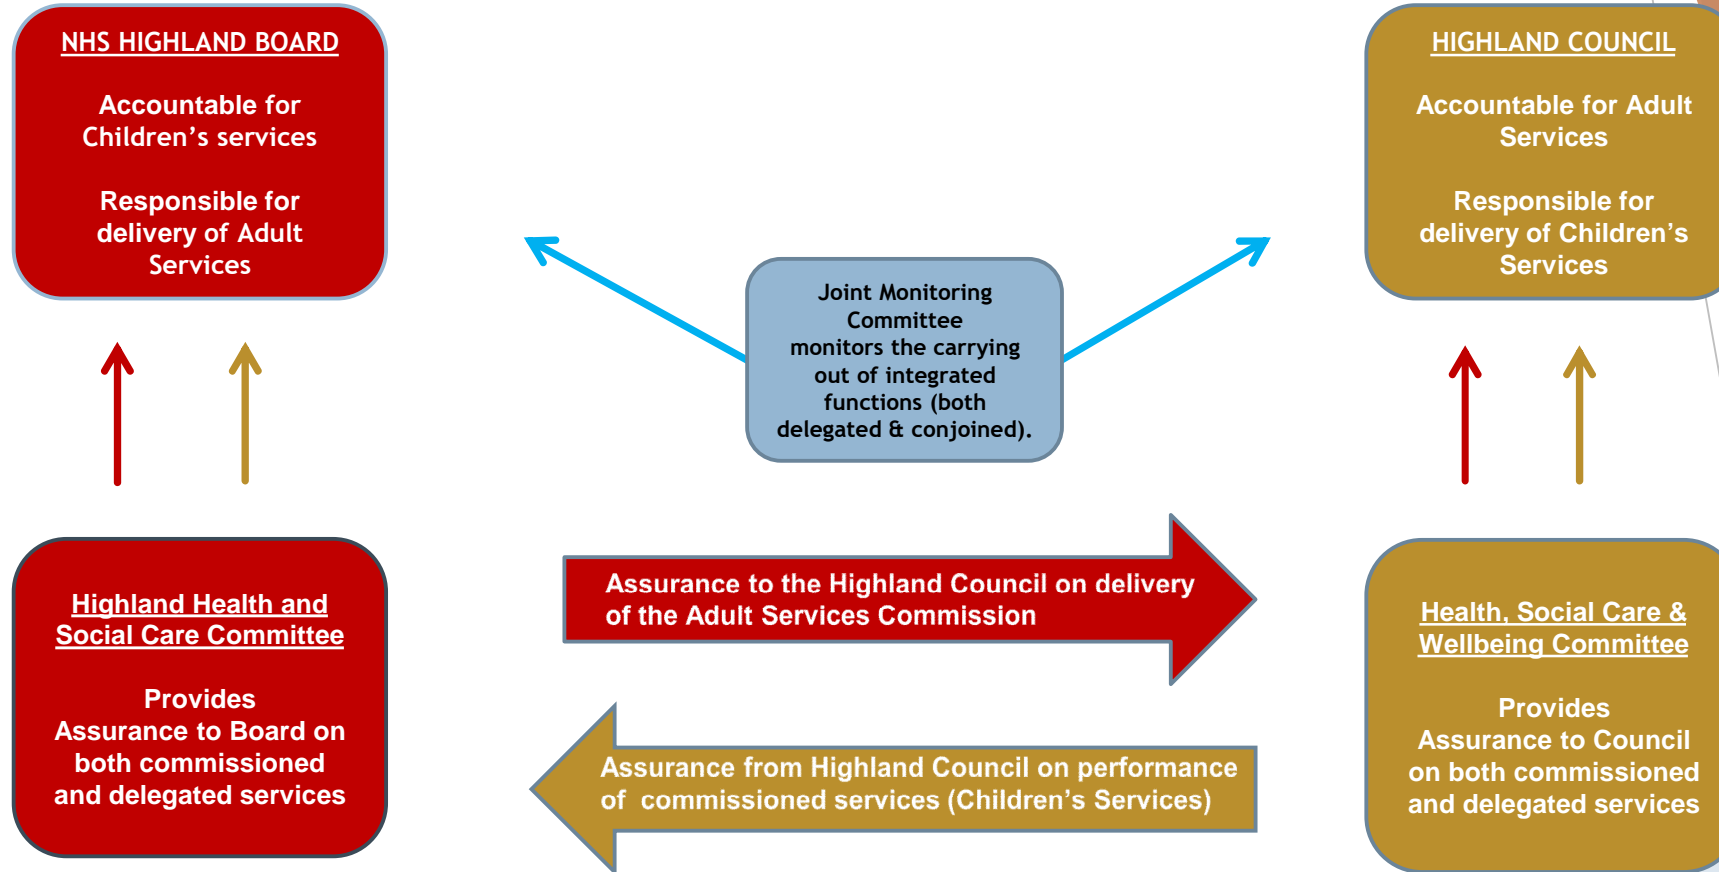 NHS HIGHLAND BOARD
Accountable for
Children’s services
Responsible for
delivery of Adult
Services
HIGHLAND COUNCIL
Accountable for Adult
Services
Responsible for
delivery of Children’s
Services
Joint Monitoring
Committee
monitors the carrying
out of integrated
functions (both
delegated & conjoined).
Highland Health and
Social Care Committee
Provides
Assurance to Board on
both commissioned
and delegated services
Assurance to the Highland Council on delivery
of the Adult Services Commission
Assurance from Highland Council on performance
of commissioned services (Children’s Services)
Health, Social Care &
Wellbeing Committee
Provides
Assurance to Council
on both commissioned
and delegated services